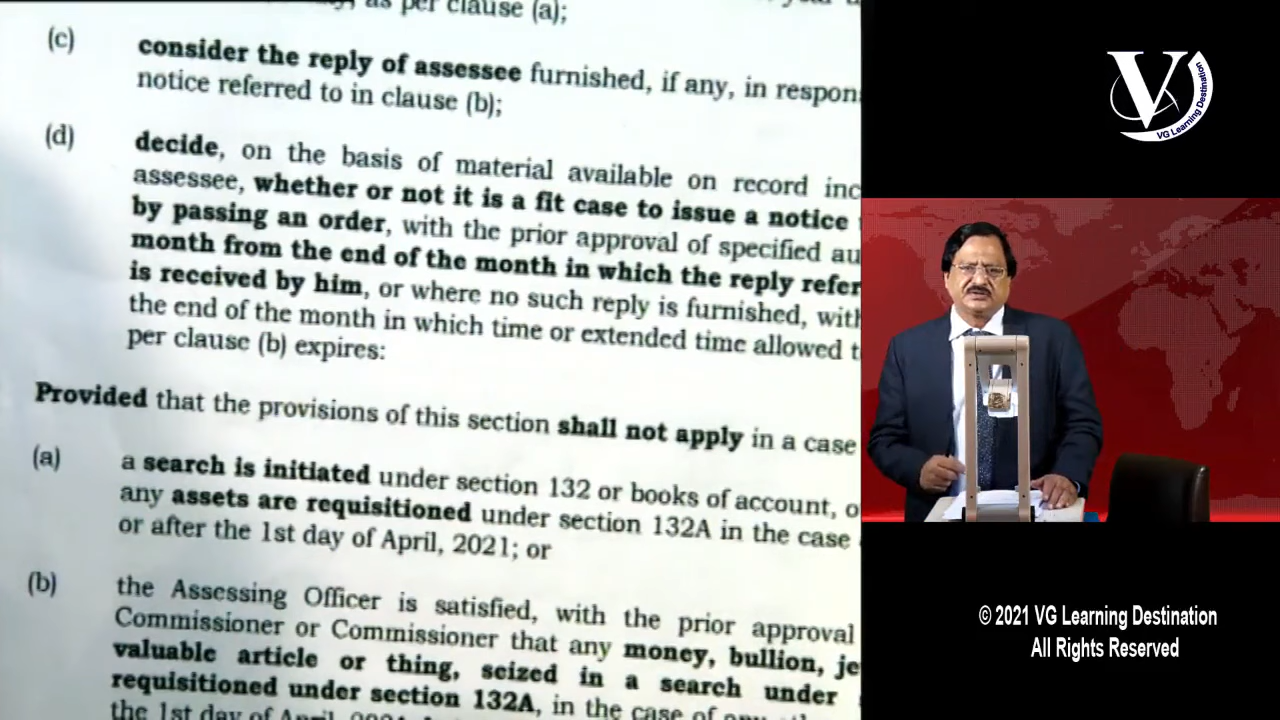 as per clause (a);
(c) consider the reply of assessee furnished, if any, in respon
notice referred to in clause (b);
(d) decide, on the basis of material available on record inc
assessee, whether or not it is a fit case to issue a notice
by passing an order, with the prior approval of specified au
month from the end of the month in which the reply refer
is received by him, or where no such reply is furnished, with
the end of the month in which time or extended time allowed t
per clause (b) expires:
Provided that the provisions of this section shall not apply in a case
(a) a search is initiated under section 132 or books of account, o
any assets are requisitioned under section 132A in the case
or after the 1st day of April, 2021; or
(b) the Assessing Officer is satisfied, with the prior approval
Commissioner or Commissioner that any money, bullion, je
valuable article or thing, seized in a search under
requisitioned under section 132A, in the case of any
the 1st day of April, 2021
V
VG Learning Destination
© 2021 VG Learning Destination
All Rights Reserved